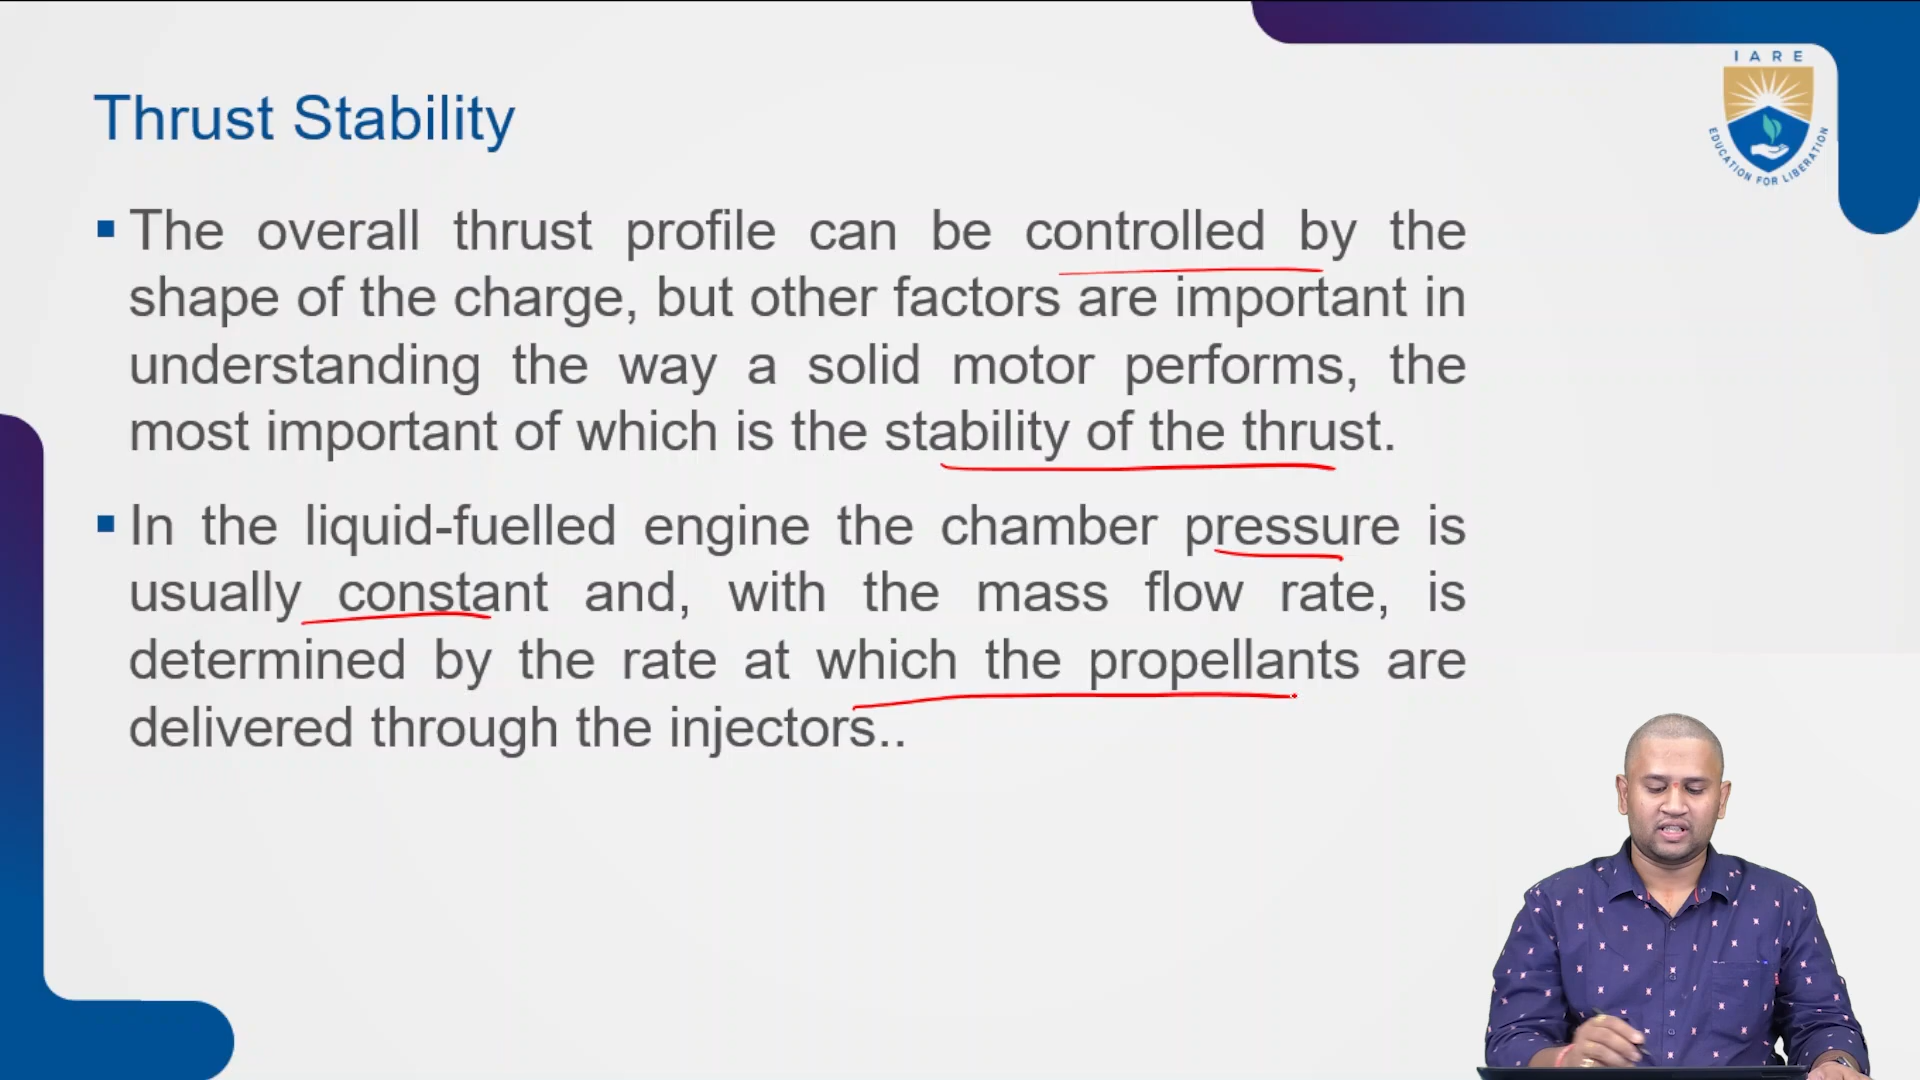 IARE
EDUCATION FOR LIBERATION
Thrust Stability
▪ The overall thrust profile can be controlled by the
shape of the charge, but other factors are important in
understanding the way a solid motor performs, the
most important of which is the stability of the thrust.
▪ In the liquid-fuelled engine the chamber pressure is
usually constant and, with the mass flow rate, is
determined by the rate at which the propellants are
delivered through the injectors..